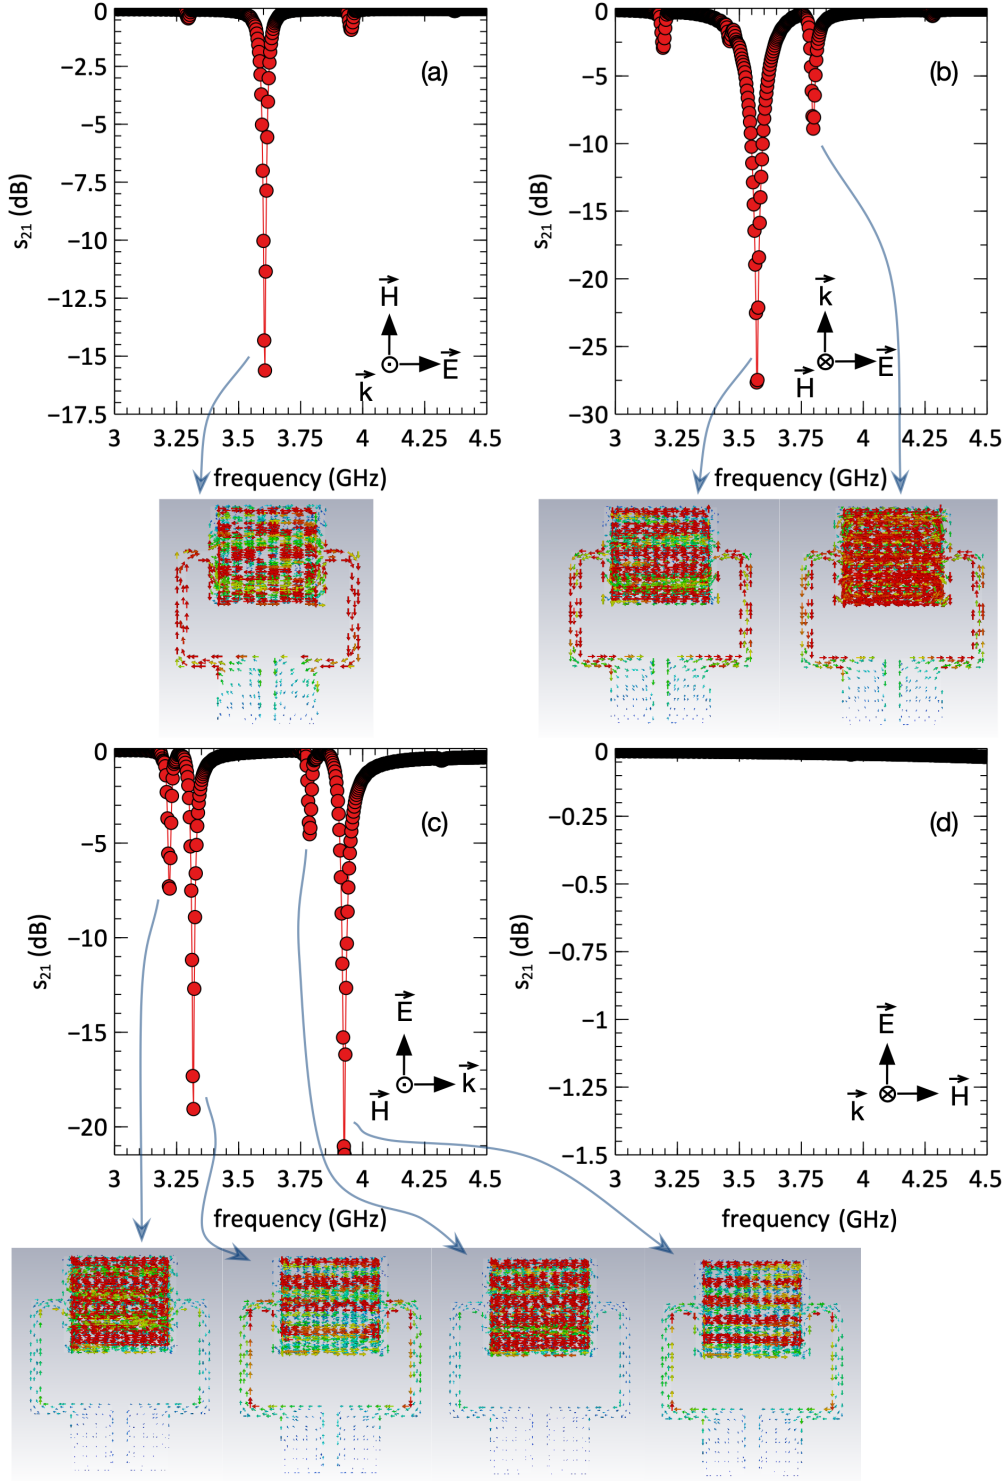 0
−2.5
−5
−7.5
−10
−12.5
−15
−17.5
s21 (dB)
(a)
H
k
E
3 3.25 3.5 3.75 4 4.25 4.5
frequency (GHz)
0
−5
−10
−15
−20
−25
−30
s21 (dB)
(b)
k
H
E
3 3.25 3.5 3.75 4 4.25 4.5
frequency (GHz)
0
−5
−10
−15
−20
s21 (dB)
(c)
E
H
k
3 3.25 3.5 3.75 4 4.25 4.5
frequency (GHz)
0
−0.25
−0.5
−0.75
−1
−1.25
−1.5
s21 (dB)
(d)
E
k
H
3 3.25 3.5 3.75 4 4.25 4.5
frequency (GHz)